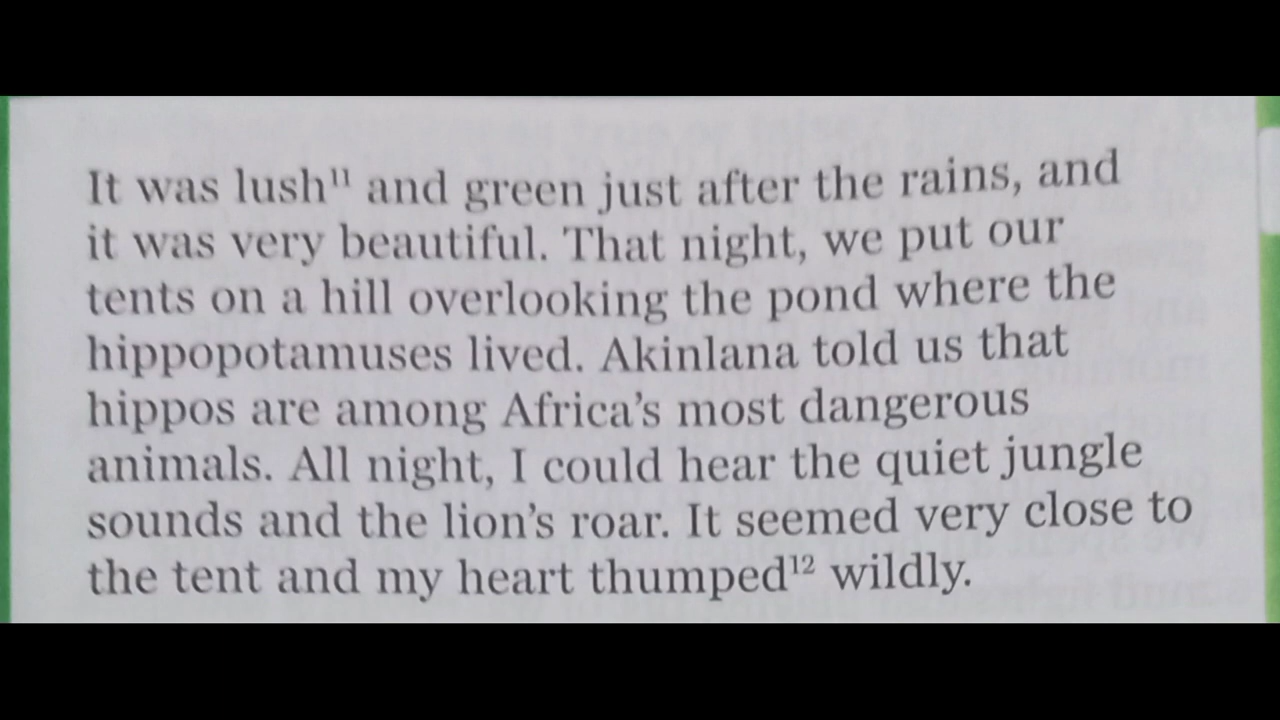 It was lush¹¹ and green just after the rains, and
it was very beautiful. That night, we put our
tents on a hill overlooking the pond where the
hippopotamuses lived. Akinlana told us that
hippos are among Africa’s most dangerous
animals. All night, I could hear the quiet jungle
sounds and the lion’s roar. It seemed very close to
the tent and my heart thumped¹² wildly.